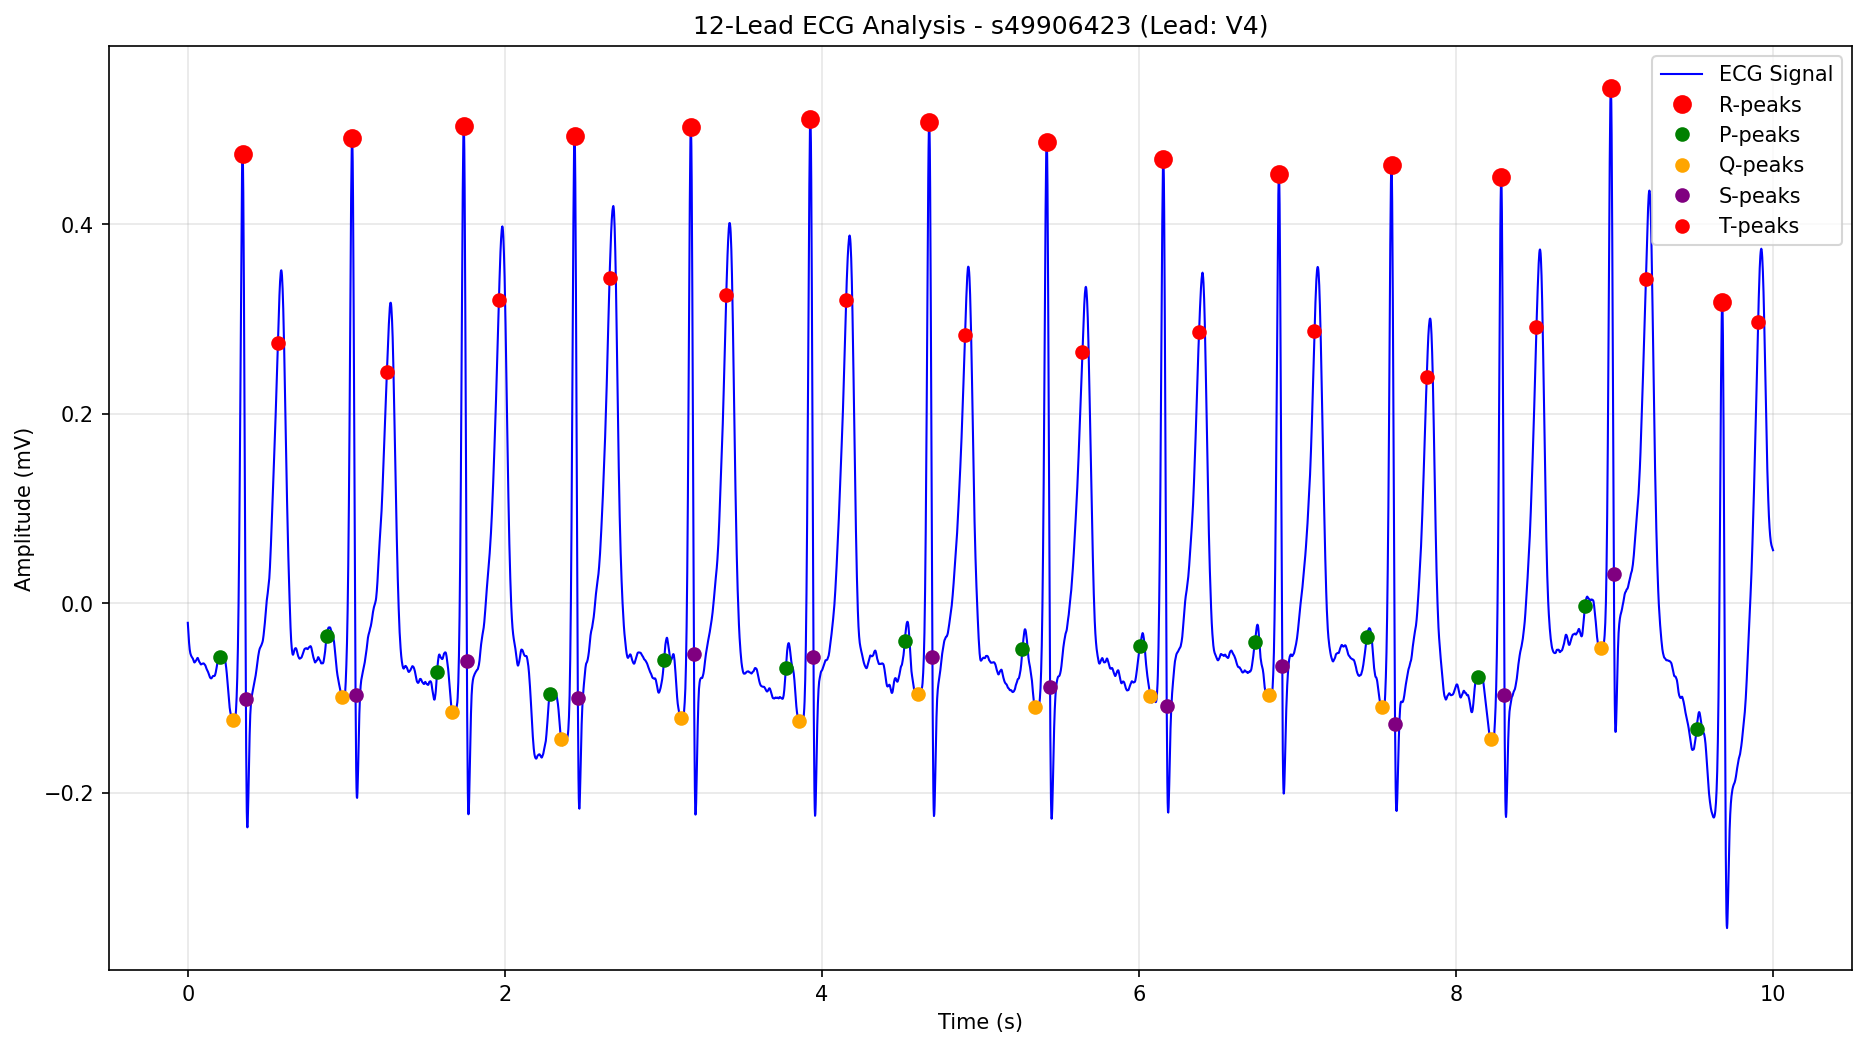 12-Lead ECG Analysis - s49906423 (Lead: V4)
ECG Signal
R-peaks
P-peaks
Q-peaks
S-peaks
T-peaks
Amplitude (mV)
0.4
0.2
0.0
−0.2
0 2 4 6 8 10
Time (s)